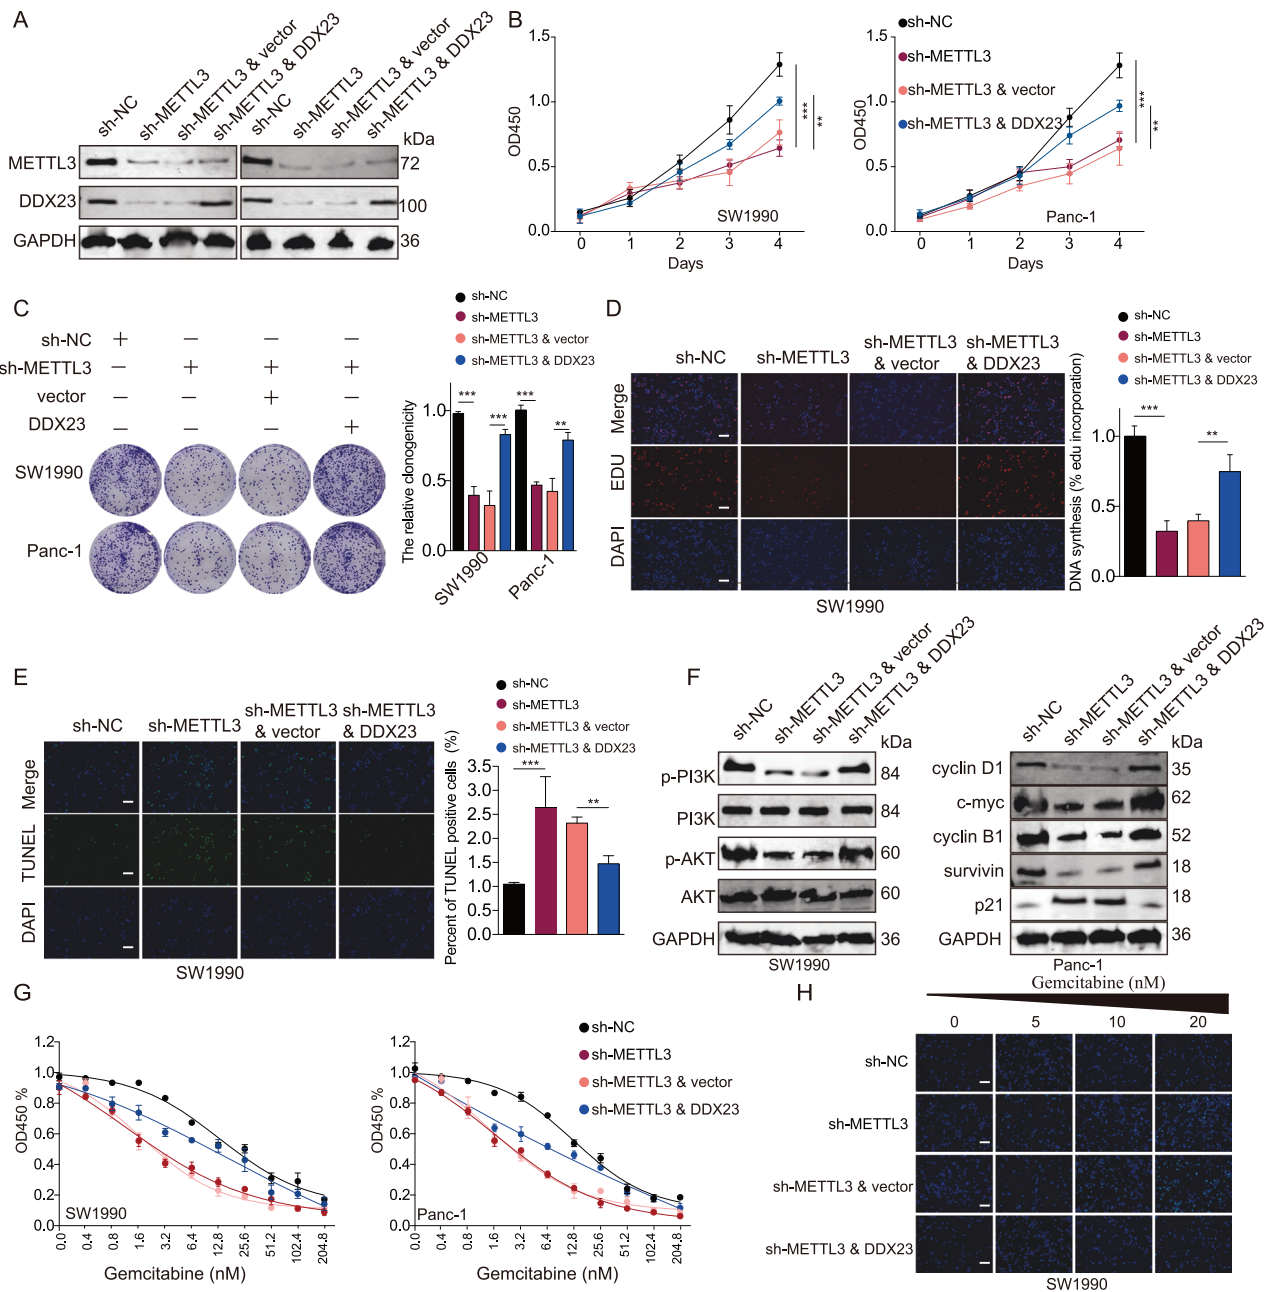 A
sh-NC
sh-METTL3
sh-METTL3 & vector
sh-METTL3 & DDX23
sh-NC
sh-METTL3
sh-METTL3 & vector
sh-METTL3 & DDX23
kDa
METTL3
72
DDX23
100
GAPDH
36
B
OD450
1.5
1.0
0.5
0.0
0 1 2 3 4
Days
SW1990
***
**
sh-NC
sh-METTL3
sh-METTL3 & vector
sh-METTL3 & DDX23
OD450
1.5
1.0
0.5
0.0
0 1 2 3 4
Days
Panc-1
***
**
C
sh-NC + — — —
sh-METTL3 — + + +
vector — — + —
DDX23 — — — +
SW1990
Panc-1
sh-NC
sh-METTL3
sh-METTL3 & vector
sh-METTL3 & DDX23
The relative clonogenicity
1.0
0.5
0.0
*** *** *** **
SW1990
Panc-1
D
sh-NC
sh-METTL3
sh-METTL3
& vector
sh-METTL3
& DDX23
Merge
EDU
DAPI
SW1990
sh-NC
sh-METTL3
sh-METTL3 & vector
sh-METTL3 & DDX23
DNA synthesis (% edu incorporation)
1.0
0.5
0.0
*** **
E
sh-NC
sh-METTL3
sh-METTL3
& vector
sh-METTL3
& DDX23
Merge
TUNEL
DAPI
SW1990
sh-NC
sh-METTL3
sh-METTL3 & vector
sh-METTL3 & DDX23
Percent of TUNEL positive cells (%)
3.5
3.0
2.5
2.0
1.5
1.0
0.5
0.0
*** **
F
sh-NC
sh-METTL3
sh-METTL3 & vector
sh-METTL3 & DDX23
kDa
p-PI3K
84
PI3K
84
p-AKT
60
AKT
60
GAPDH
36
SW1990
sh-NC
sh-METTL3
sh-METTL3 & vector
sh-METTL3 & DDX23
kDa
cyclin D1
35
c-myc
62
cyclin B1
52
survivin
18
p21
18
GAPDH
36
Panc-1
G
OD450 %
1.2
1.0
0.8
0.6
0.4
0.2
0.0
SW1990
0.0 0.4 0.8 1.6 3.2 6.4 12.8 25.6 51.2 102.4 204.8
Gemcitabine (nM)
OD450 %
1.2
1.0
0.8
0.6
0.4
0.2
0.0
Panc-1
0.0 0.4 0.8 1.6 3.2 6.4 12.8 25.6 51.2 102.4 204.8
Gemcitabine (nM)
sh-NC
sh-METTL3
sh-METTL3 & vector
sh-METTL3 & DDX23
H
Gemcitabine (nM)
0 5 10 20
sh-NC
sh-METTL3
sh-METTL3 & vector
sh-METTL3 & DDX23
SW1990